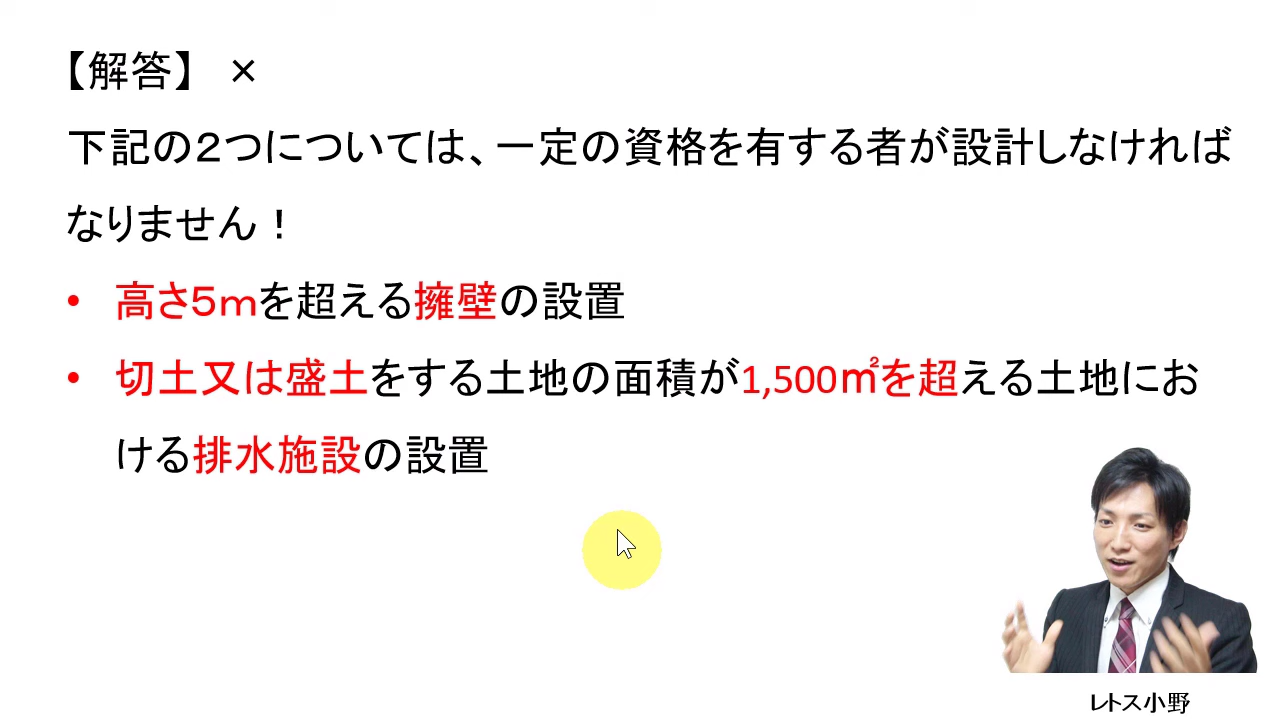 【解答】 ×
下記の２つについては、一定の資格を有する者が設計しなければ
なりません！
• 高さ５ｍを超える擁壁の設置
• 切土又は盛土をする土地の面積が1,500㎡を超える土地にお
ける排水施設の設置
レトス小野